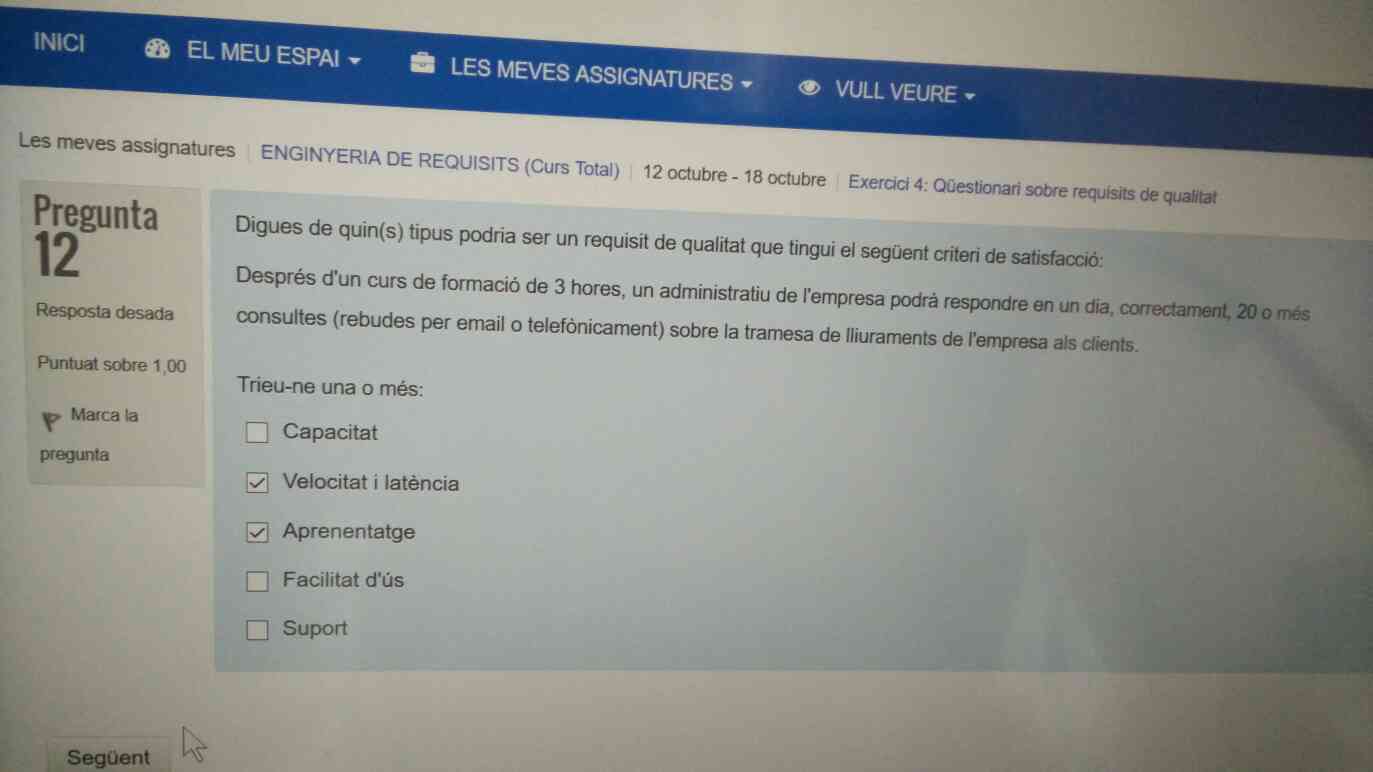 INICI EL MEU ESPAI LES MEVES ASSIGNATURES VULL VEURE
Les meves assignatures | ENGINYERIA DE REQUISITS (Curs Total) | 12 octubre - 18 octubre | Exercici 4: Qüestionari sobre requisits de qualitat
Pregunta
12
Resposta desada
Puntuat sobre 1,00
Marca la
pregunta
Digues de quin(s) tipus podria ser un requisit de qualitat que tingui el següent criteri de satisfacció:
Després d'un curs de formació de 3 hores, un administratiu de l'empresa podrà respondre en un dia, correctament, 20 o més
consultes (rebudes per email o telefònicament) sobre la tramesa de lliuraments de l'empresa als clients.
Trieu-ne una o més:
Capacitat
Velocitat i latència
Aprenentatge
Facilitat d'ús
Suport
Següent